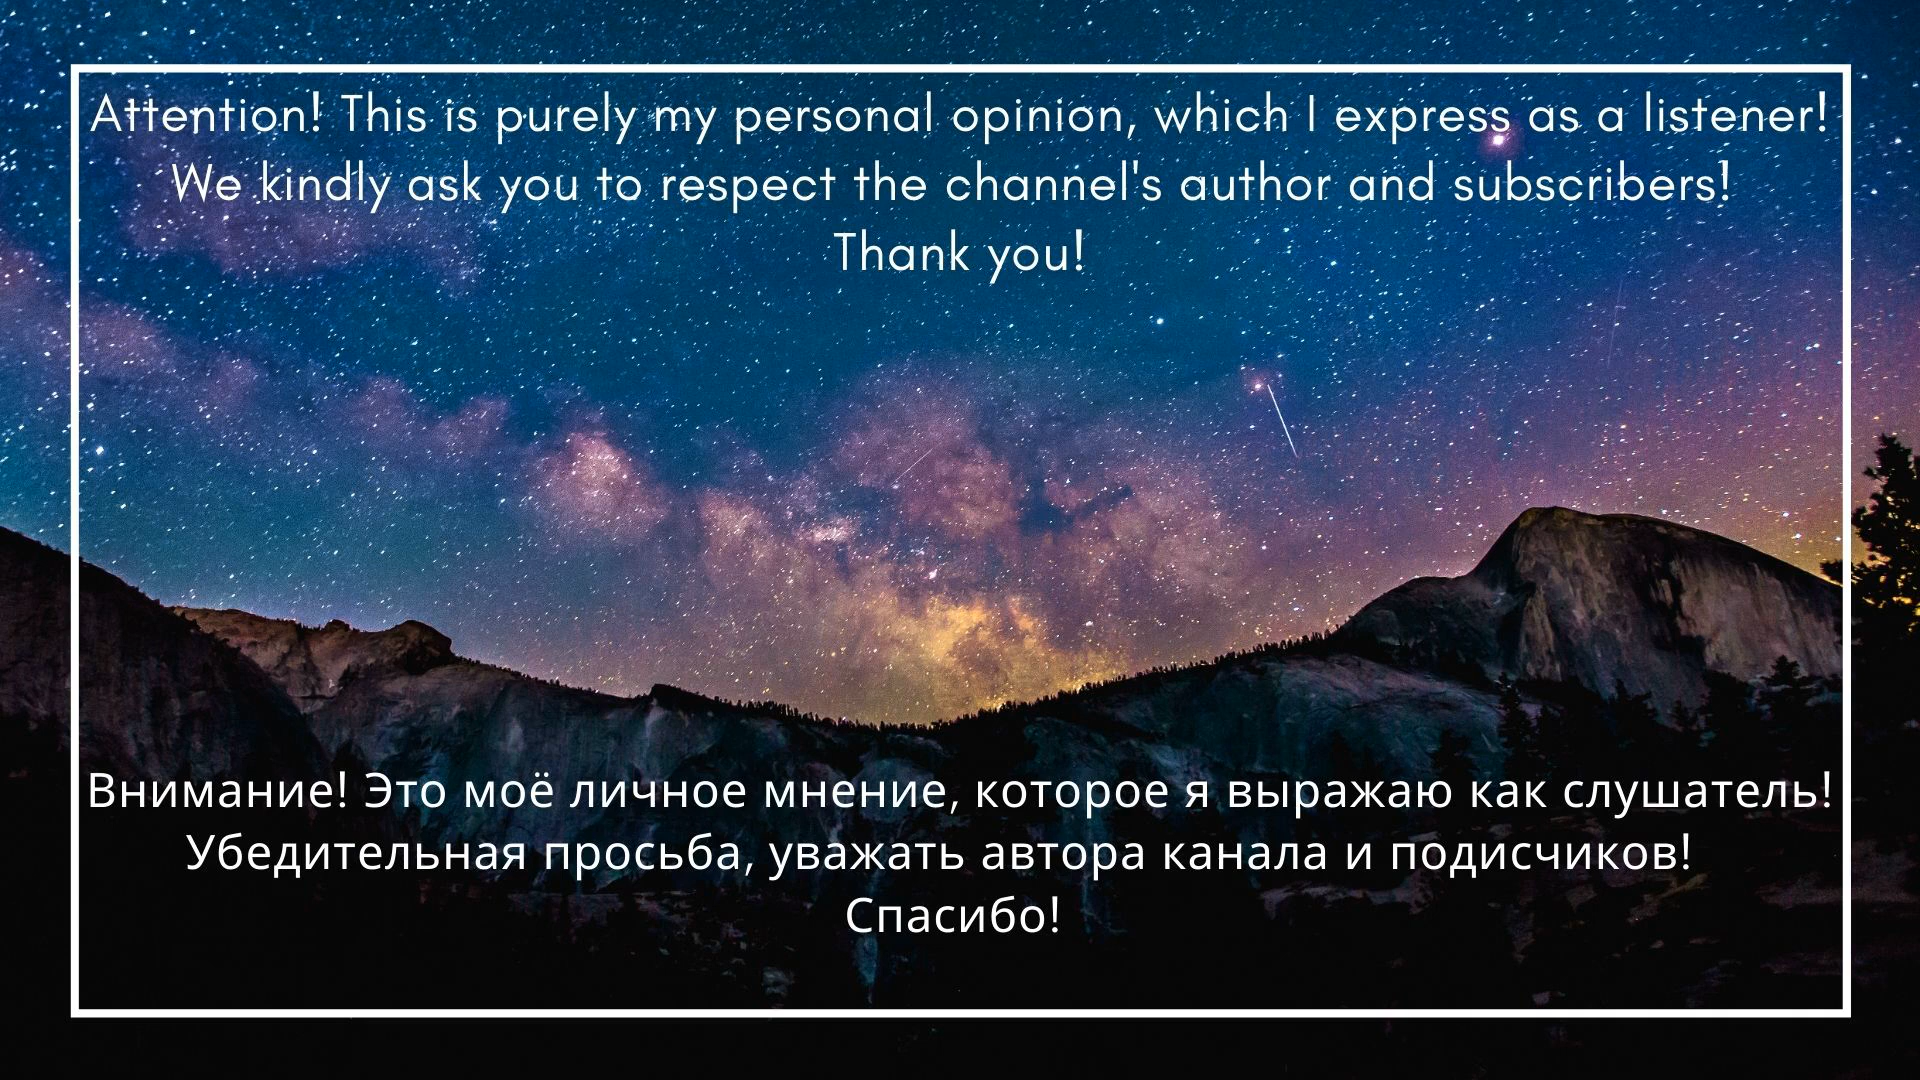 Attention! This is purely my personal opinion, which I express as a listener!
We kindly ask you to respect the channel's author and subscribers!
Thank you!
Внимание! Это моё личное мнение, которое я выражаю как слушатель!
Убедительная просьба, уважать автора канала и подисчиков!
Спасибо!